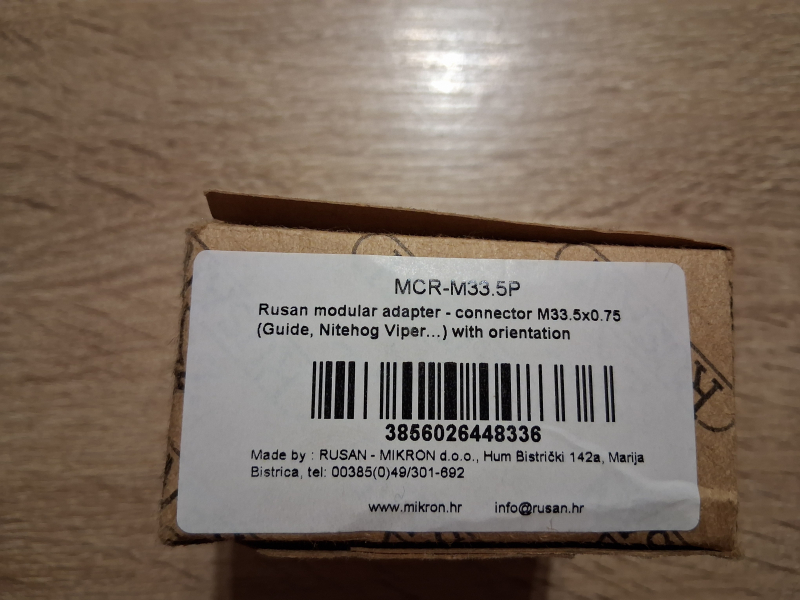 MCR-M33.5P
Rusan modular adapter - connector M33.5x0.75
(Guide, Nitehog Viper...) with orientation
3856026448336
Made by : RUSAN - MIKRON d.o.o., Hum Bistrički 142a, Marija
Bistrica, tel: 00385(0)49/301-692
www.mikron.hr info@rusan.hr